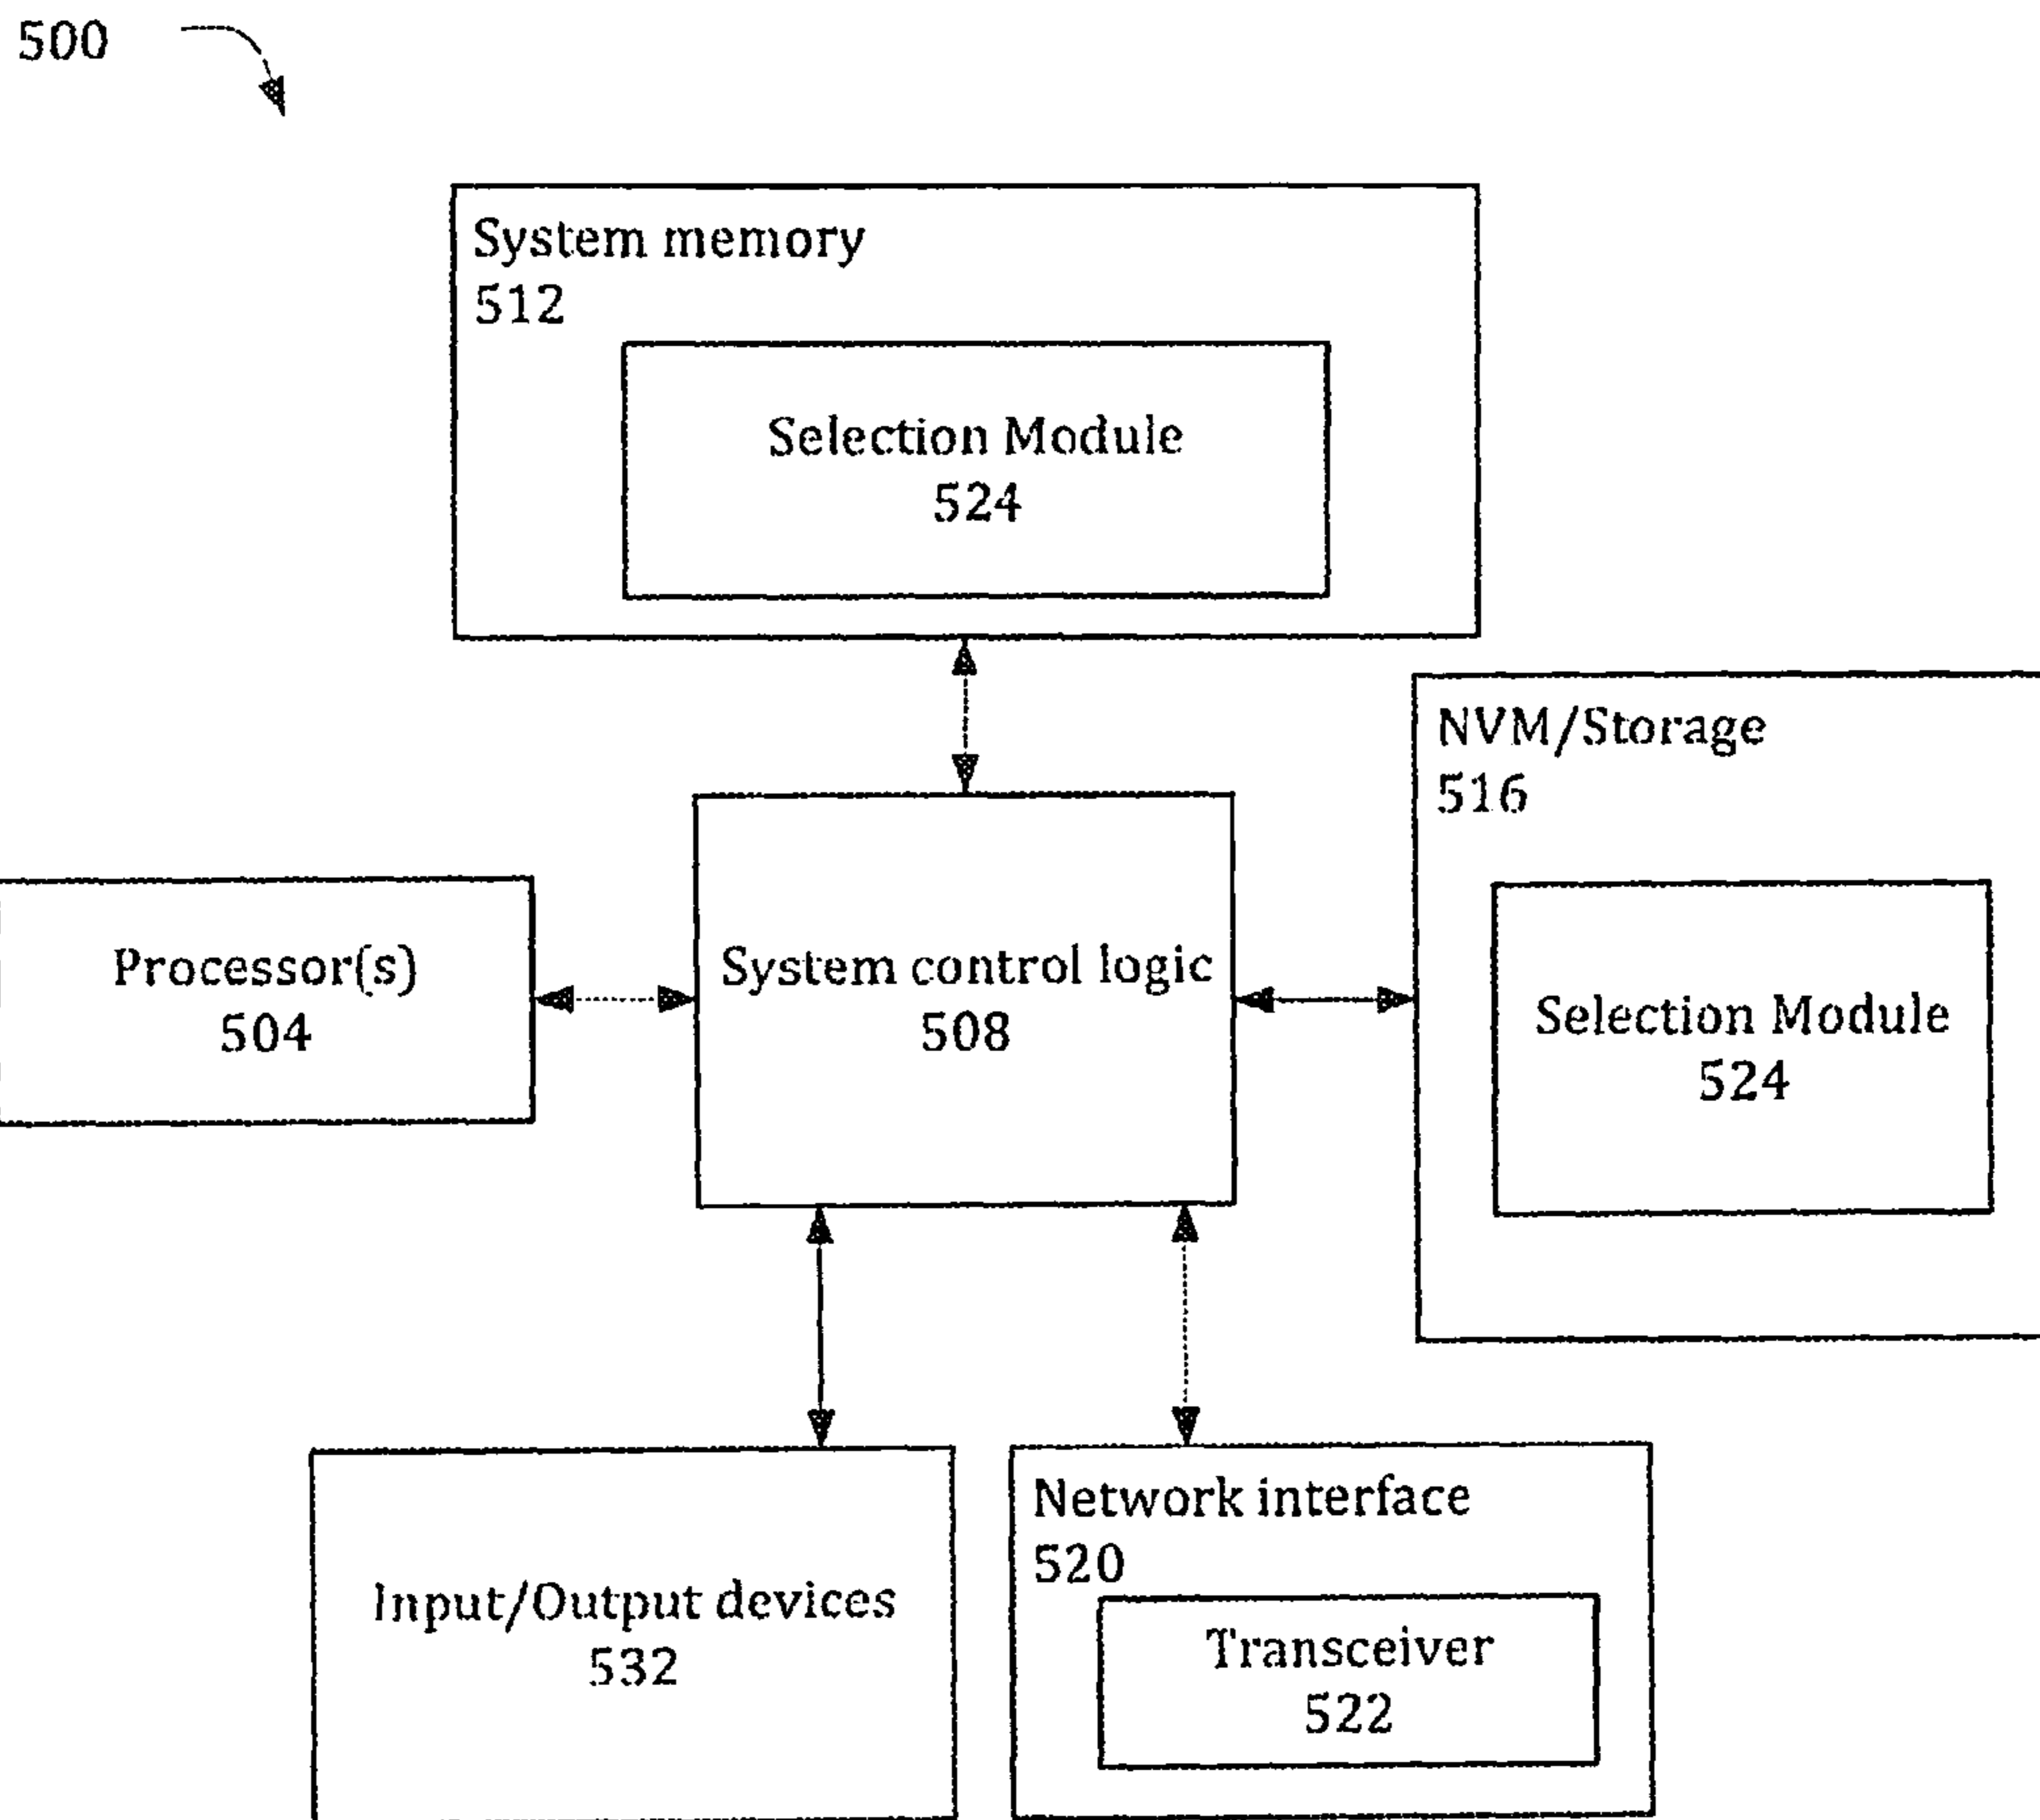 500
System memory
512
Selection Module
524
NVM/Storage
516
Selection Module
524
Processor(s)
504
System control logic
508
Input/Output devices
532
Network interface
520
Transceiver
522